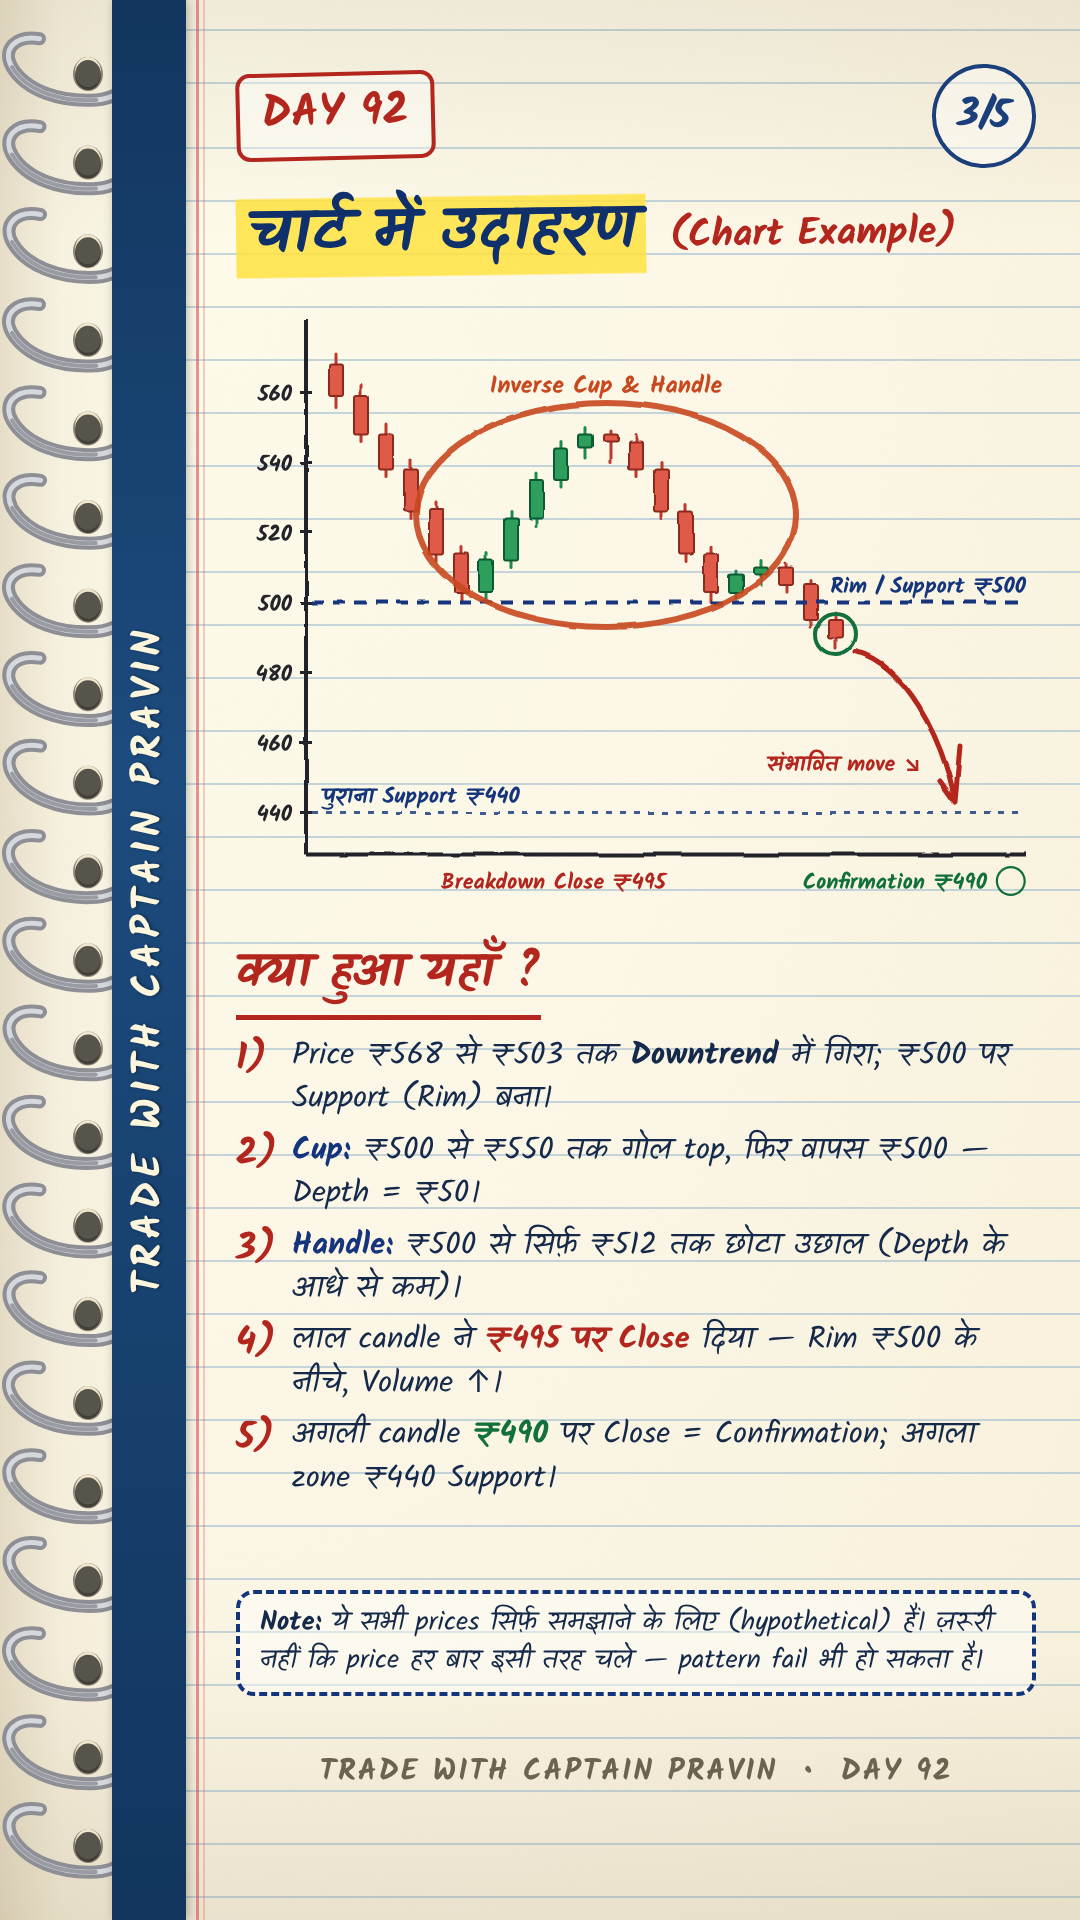 DAY 92
3/5
चार्ट में उदाहरण (Chart Example)
Inverse Cup & Handle
560
540
520
500
480
460
440
Rim / Support ₹500
संभावित move ↘
पुराना Support ₹440
Breakdown Close ₹495
Confirmation ₹490
क्या हुआ यहाँ ?
1) Price ₹568 से ₹503 तक Downtrend में गिरा; ₹500 पर
Support (Rim) बना।
2) Cup: ₹500 से ₹550 तक गोल top, फिर वापस ₹500 —
Depth = ₹50।
3) Handle: ₹500 से सिर्फ़ ₹512 तक छोटा उछाल (Depth के
आधे से कम)।
4) लाल candle ने ₹495 पर Close दिया — Rim ₹500 के
नीचे, Volume ↑।
5) अगली candle ₹490 पर Close = Confirmation; अगला
zone ₹440 Support।
Note: ये सभी prices सिर्फ़ समझाने के लिए (hypothetical) हैं। ज़रूरी
नहीं कि price हर बार इसी तरह चले — pattern fail भी हो सकता है।
TRADE WITH CAPTAIN PRAVIN · DAY 92
TRADE WITH CAPTAIN PRAVIN